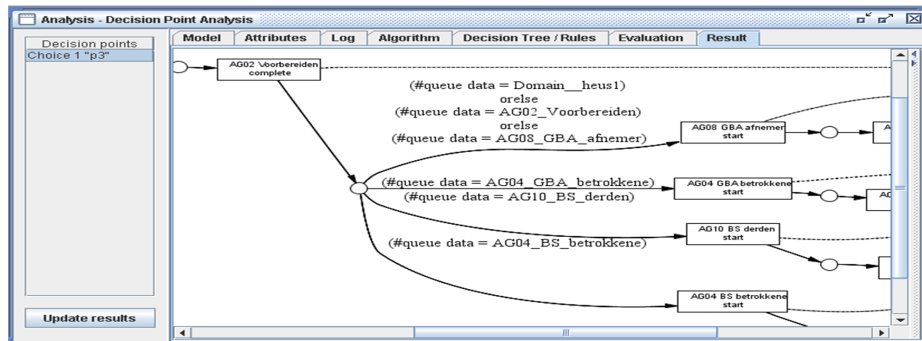 Analysis - Decision Point Analysis
Decision points
Choice 1 "p3"
Update results
Model Attributes Log Algorithm Decision Tree / Rules Evaluation Result
AG02 Voorbereiden
complete
(#queue data = Domain__heus1)
orelse
(#queue data = AG02_Voorbereiden)
orelse
(#queue data = AG08_GBA_afnemer)
AG08 GBA afnemer
start
A
(#queue data = AG04_GBA_betrokkene)
AG04 GBA betrokkene
start
(#queue data = AG10_BS_derden)
AG10 BS derden
start
(#queue data = AG04_BS_betrokkene)
AG04 BS betrokkene
start